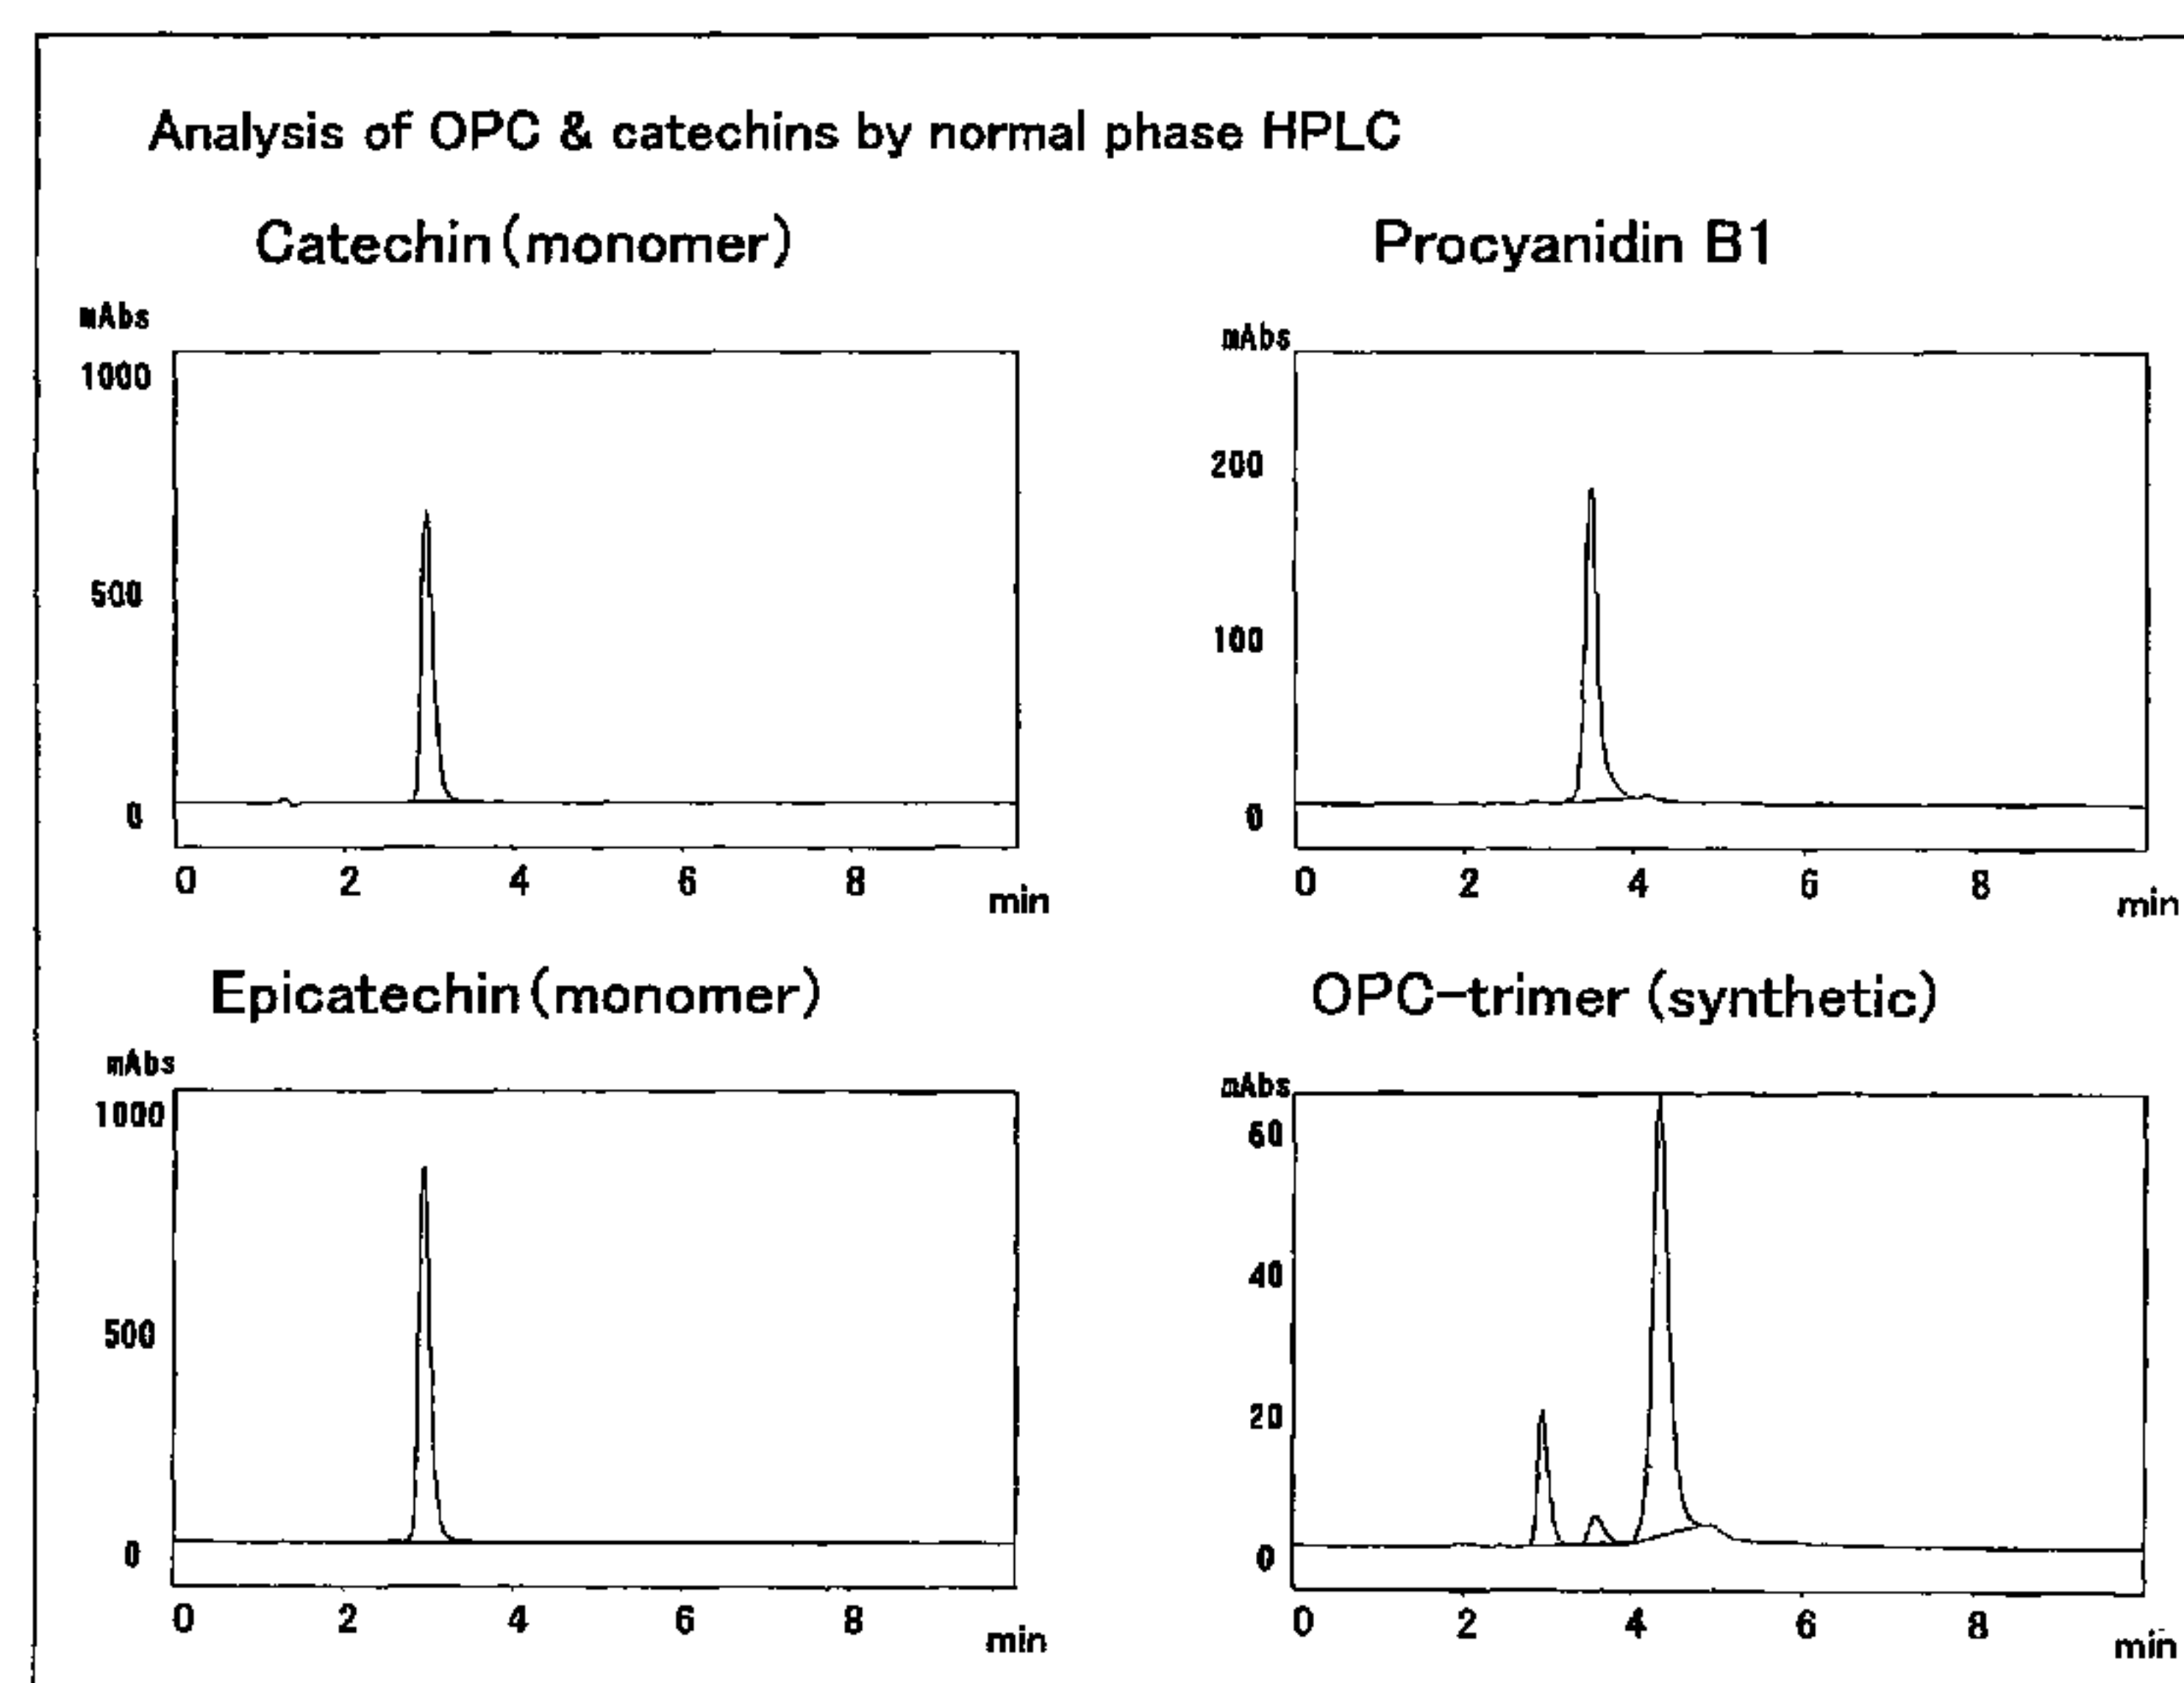 Analysis of OPC & catechins by normal phase HPLC
Catechin(monomer)
mAbs
1000
500
0
0 2 4 6 8 min
Procyanidin B1
mAbs
200
100
0
0 2 4 6 8 min
Epicatechin(monomer)
mAbs
1000
500
0
0 2 4 6 8 min
OPC-trimer (synthetic)
mAbs
60
40
20
0
0 2 4 6 8 min